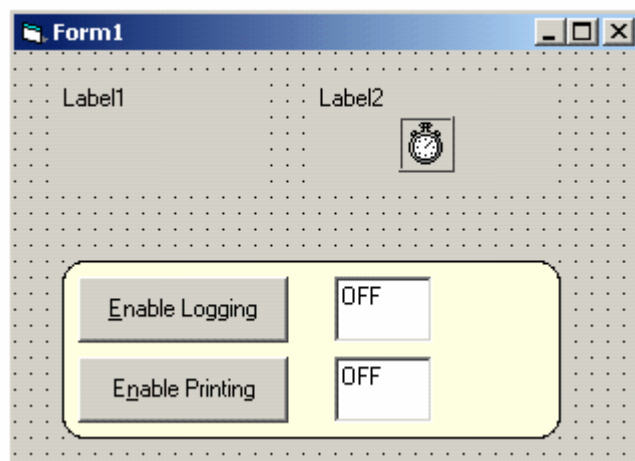 Form1
Label1 Label2
Enable Logging OFF
Enable Printing OFF